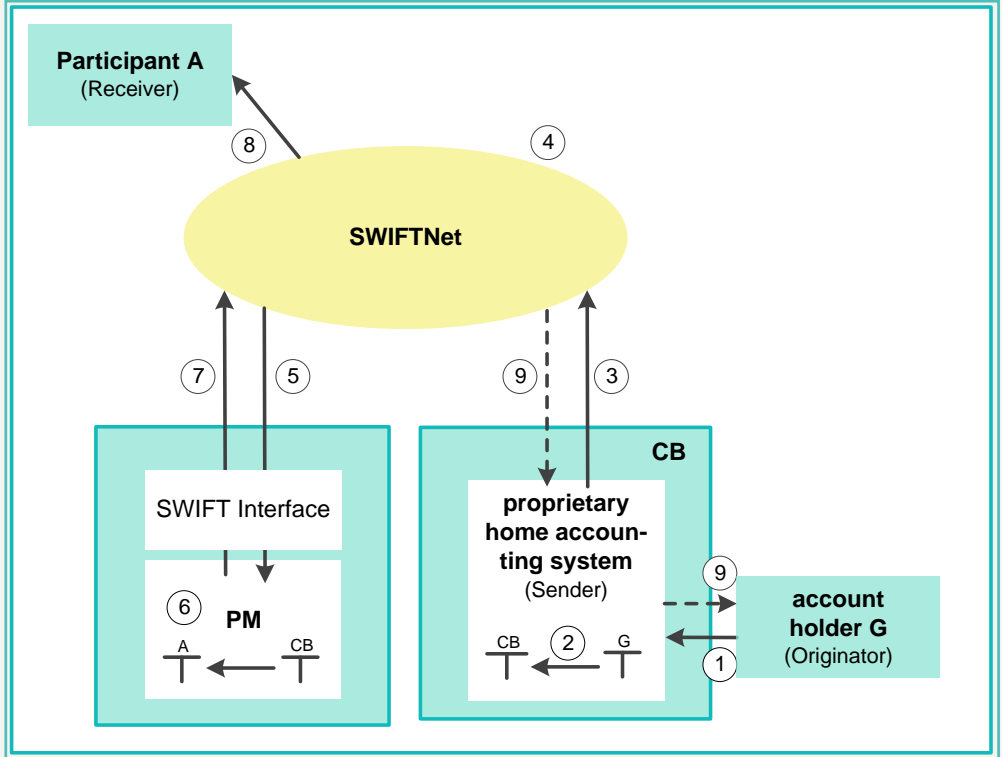 Participant A
(Receiver)
8
4
SWIFTNet
7
5
9
3
CB
SWIFT Interface
proprietary
home accoun-
ting system
(Sender)
6
PM
A
CB
CB
2
G
9
account
holder G
(Originator)
1